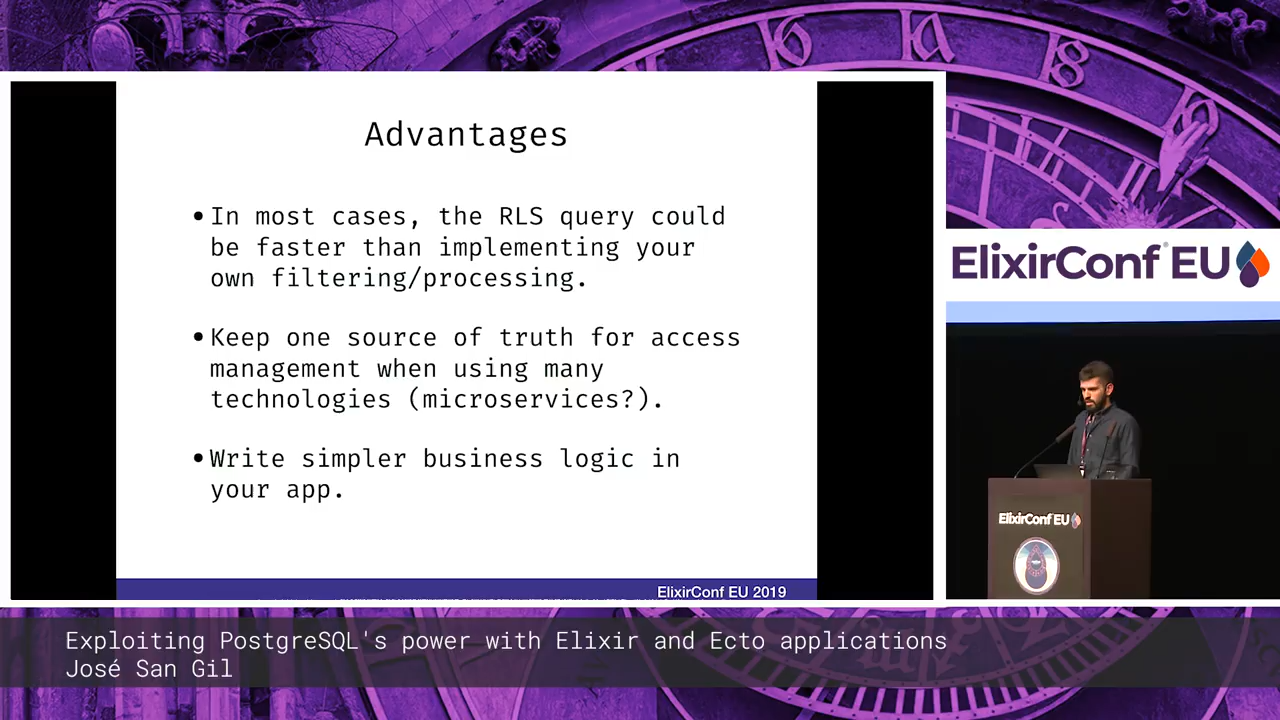 Advantages
• In most cases, the RLS query could
be faster than implementing your
own filtering/processing.
• Keep one source of truth for access
management when using many
technologies (microservices?).
• Write simpler business logic in
your app.
ElixirConf EU 2019
ElixirConf® EU
ElixirConf EU
Exploiting PostgreSQL's power with Elixir and Ecto applications
José San Gil